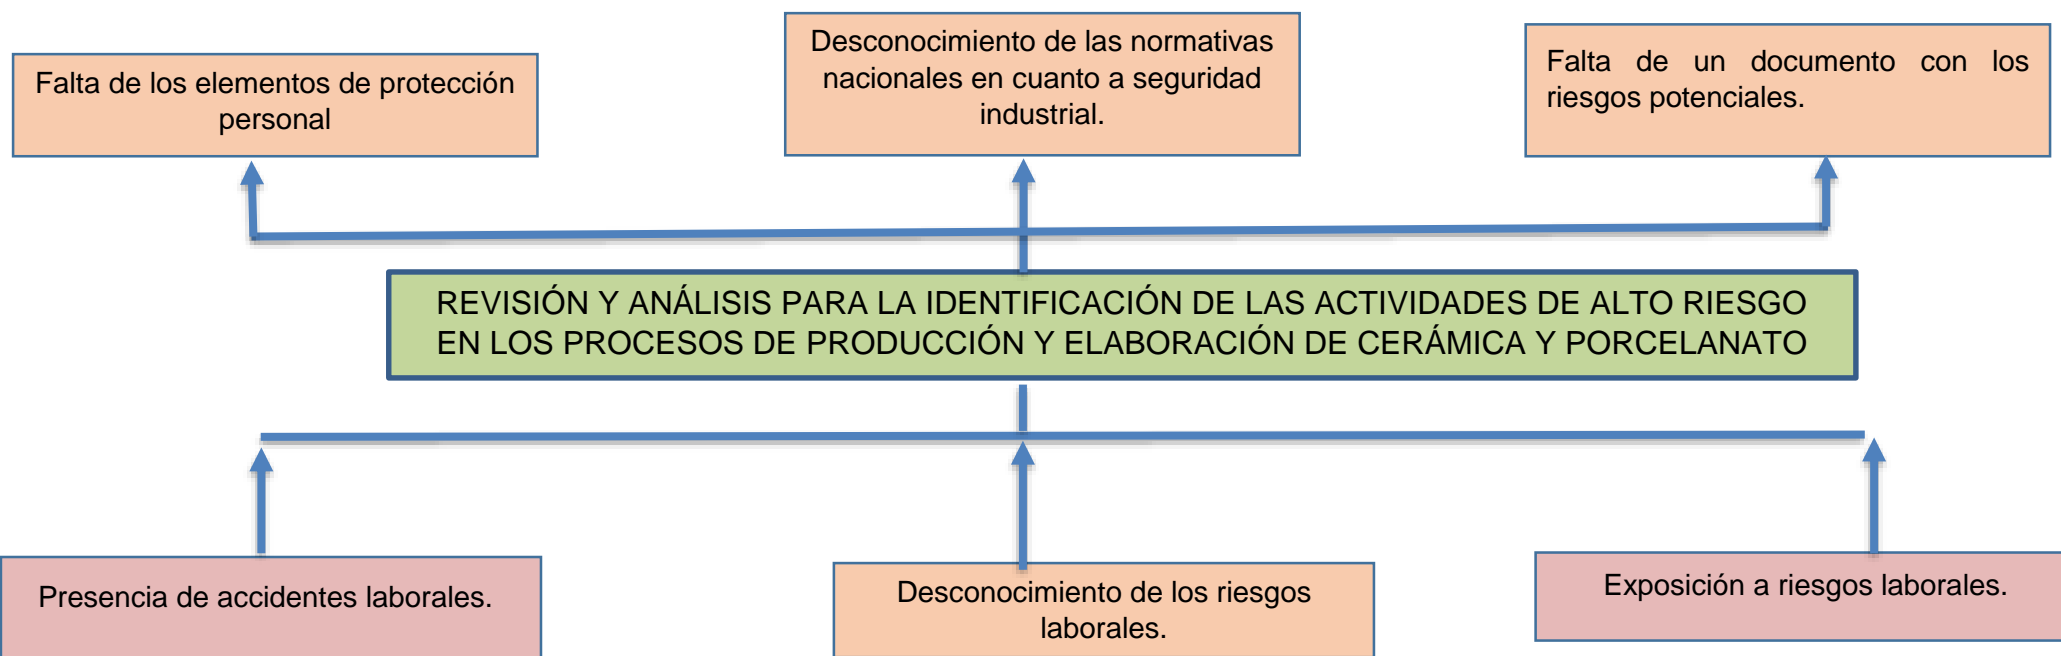 Falta de los elementos de protección
personal
Desconocimiento de las normativas
nacionales en cuanto a seguridad
industrial.
Falta de un documento con los
riesgos potenciales.
REVISIÓN Y ANÁLISIS PARA LA IDENTIFICACIÓN DE LAS ACTIVIDADES DE ALTO RIESGO
EN LOS PROCESOS DE PRODUCCIÓN Y ELABORACIÓN DE CERÁMICA Y PORCELANATO
Presencia de accidentes laborales.
Desconocimiento de los riesgos
laborales.
Exposición a riesgos laborales.